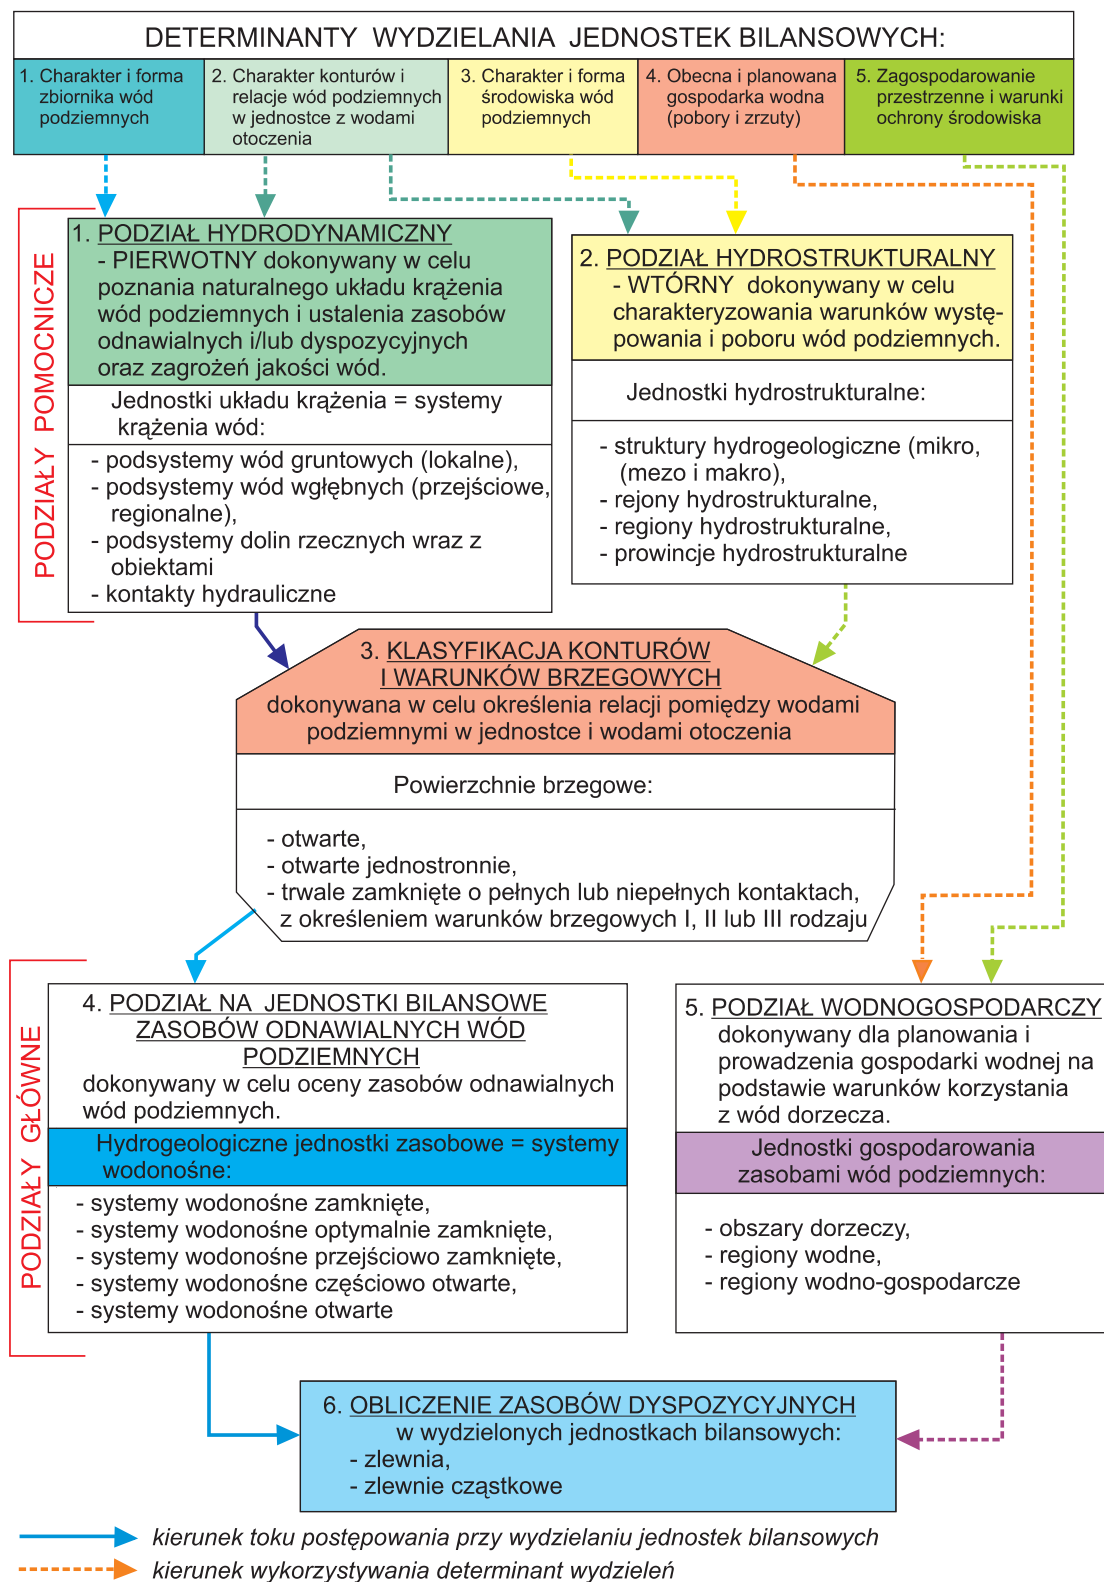 DETERMINANTY WYDZIELANIA JEDNOSTEK BILANSOWYCH:
1. Charakter i forma
zbiornika wód
podziemnych
2. Charakter konturów i
relacje wód podziemnych
w jednostce z wodami
otoczenia
3. Charakter i forma
środowiska wód
podziemnych
4. Obecna i planowana
gospodarka wodna
(pobory i zrzuty)
5. Zagospodarowanie
przestrzenne i warunki
ochrony środowiska
PODZIAŁY POMOCNICZE
1. PODZIAŁ HYDRODYNAMICZNY
- PIERWOTNY dokonywany w celu
poznania naturalnego układu krążenia
wód podziemnych i ustalenia zasobów
odnawialnych i/lub dyspozycyjnych
oraz zagrożeń jakości wód.
Jednostki układu krążenia = systemy
krążenia wód:
- podsystemy wód gruntowych (lokalne),
- podsystemy wód wgłębnych (przejściowe,
regionalne),
- podsystemy dolin rzecznych wraz z
obiektami
- kontakty hydrauliczne
2. PODZIAŁ HYDROSTRUKTURALNY
- WTÓRNY dokonywany w celu
charakteryzowania warunków wystę-
powania i poboru wód podziemnych.
Jednostki hydrostrukturalne:
- struktury hydrogeologiczne (mikro,
(mezo i makro),
- rejony hydrostrukturalne,
- regiony hydrostrukturalne,
- prowincje hydrostrukturalne
3. KLASYFIKACJA KONTURÓW
I WARUNKÓW BRZEGOWYCH
dokonywana w celu określenia relacji pomiędzy wodami
podziemnymi w jednostce i wodami otoczenia
Powierzchnie brzegowe:
- otwarte,
- otwarte jednostronnie,
- trwale zamknięte o pełnych lub niepełnych kontaktach,
z określeniem warunków brzegowych I, II lub III rodzaju
PODZIAŁY GŁÓWNE
4. PODZIAŁ NA JEDNOSTKI BILANSOWE
ZASOBÓW ODNAWIALNYCH WÓD
PODZIEMNYCH
dokonywany w celu oceny zasobów odnawialnych
wód podziemnych.
Hydrogeologiczne jednostki zasobowe = systemy
wodonośne:
- systemy wodonośne zamknięte,
- systemy wodonośne optymalnie zamknięte,
- systemy wodonośne przejściowo zamknięte,
- systemy wodonośne częściowo otwarte,
- systemy wodonośne otwarte
5. PODZIAŁ WODNOGOSPODARCZY
dokonywany dla planowania i
prowadzenia gospodarki wodnej na
podstawie warunków korzystania
z wód dorzecza.
Jednostki gospodarowania
zasobami wód podziemnych:
- obszary dorzeczy,
- regiony wodne,
- regiony wodno-gospodarcze
6. OBLICZENIE ZASOBÓW DYSPOZYCYJNYCH
w wydzielonych jednostkach bilansowych:
- zlewnia,
- zlewnie cząstkowe
kierunek toku postępowania przy wydzielaniu jednostek bilansowych
kierunek wykorzystywania determinant wydzieleń